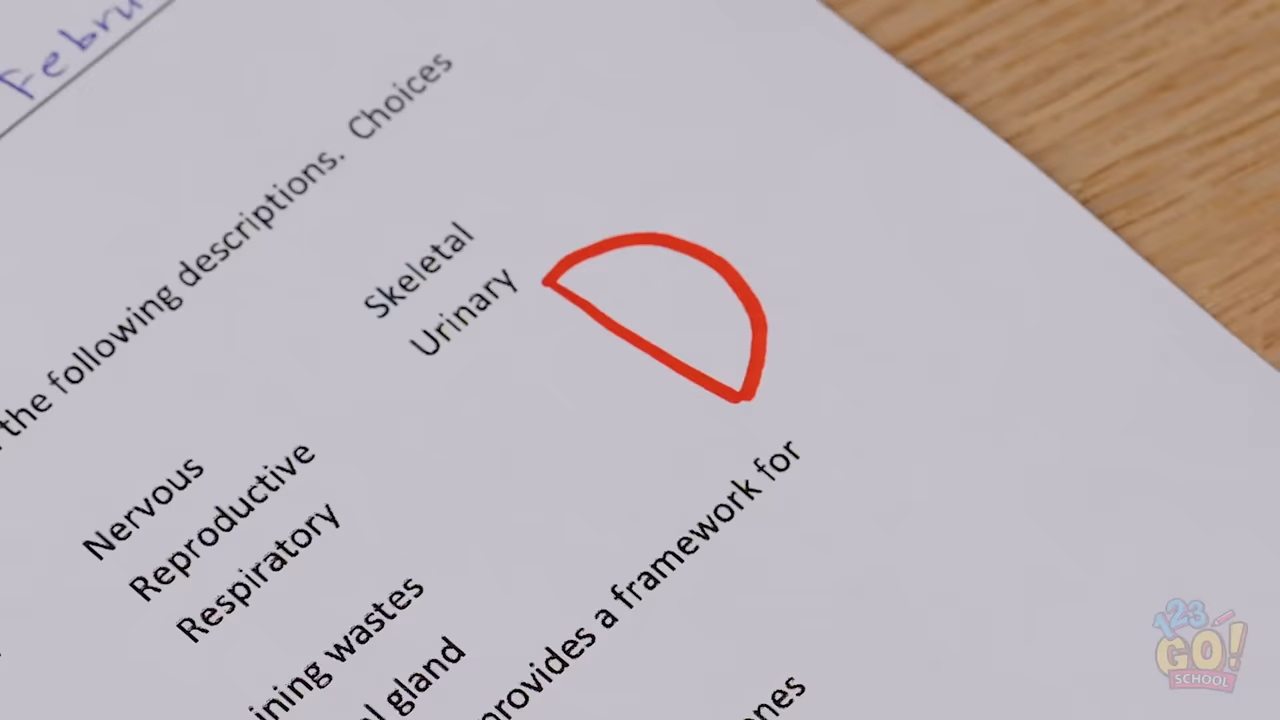 Febru
the following descriptions. Choices
Skeletal
Urinary
D
Nervous
Reproductive
Respiratory
ining wastes
l gland
provides a framework for
ones
123
GO!
SCHOOL